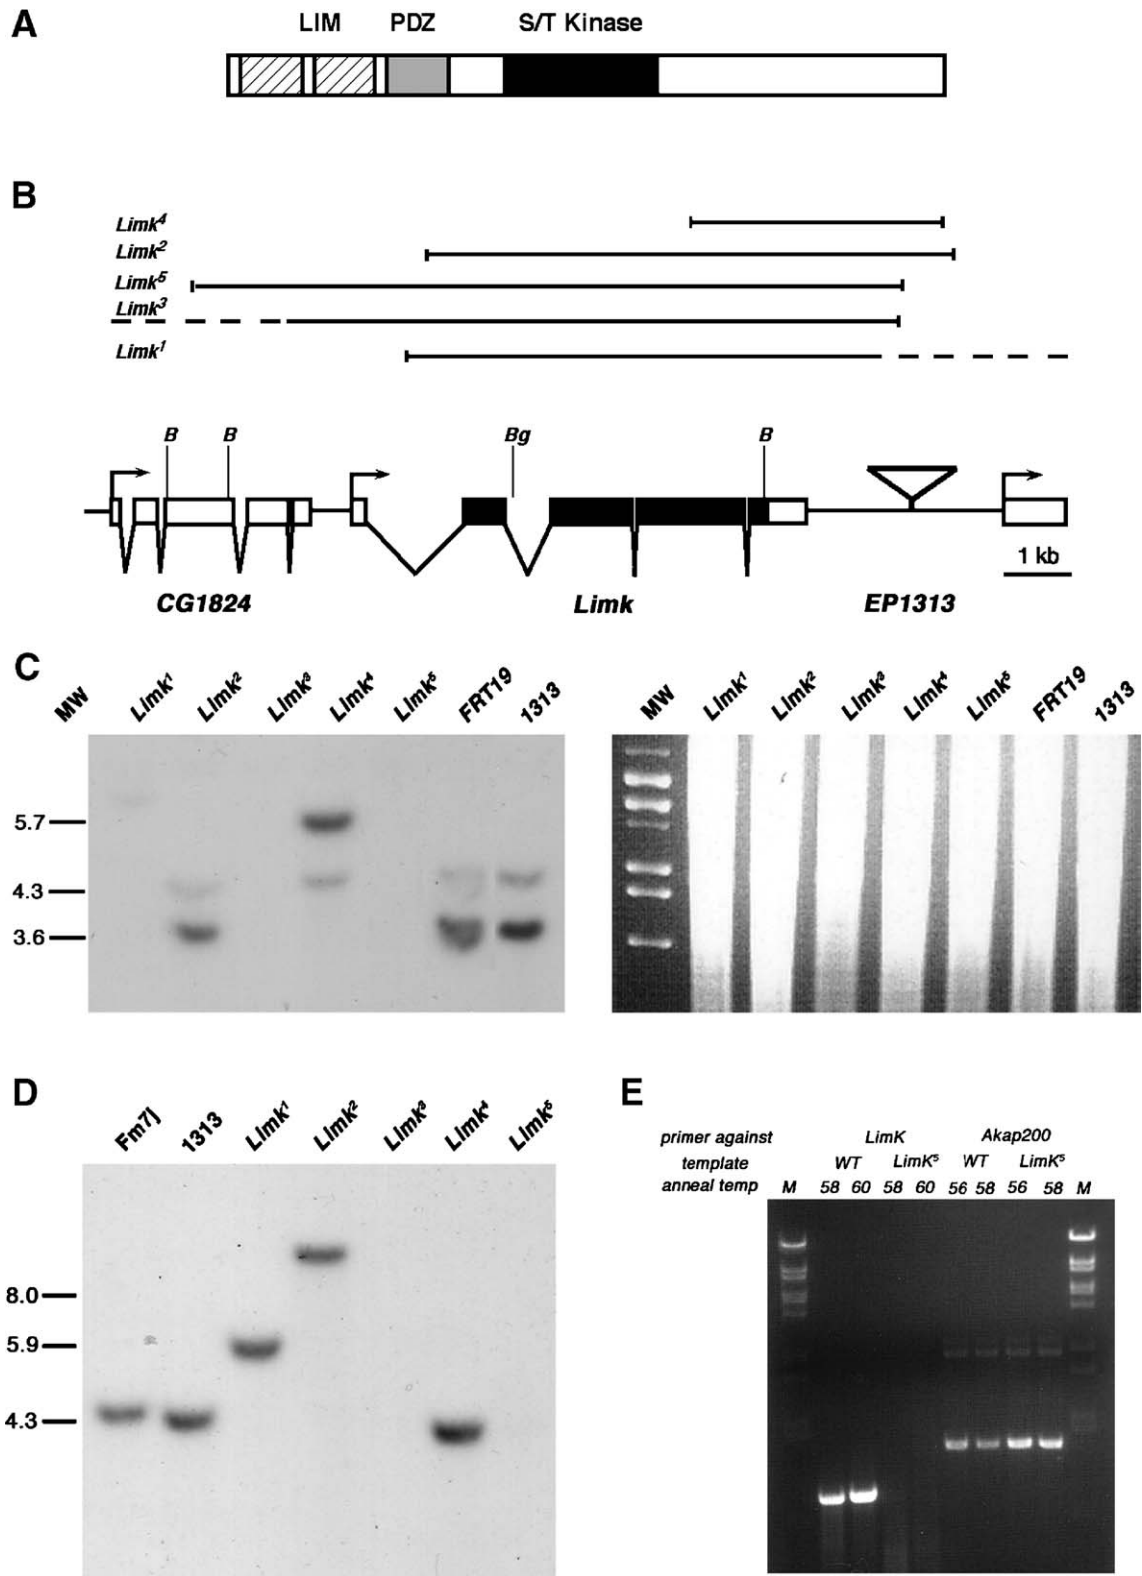 A
LIM PDZ S/T Kinase
B
Limk4
Limk2
Limk5
Limk3
Limk1
B B Bg B
1 kb
CG1824 Limk EP1313
C
MW Limk1 Limk2 Limk3 Limk4 Limk5 FRT19 1313
MW Limk1 Limk2 Limk3 Limk4 Limk5 FRT19 1313
5.7
4.3
3.6
D
Fm7j 1313 Limk1 Limk2 Limk3 Limk4 Limk5
8.0
5.9
4.3
E
primer against LimK Akap200
template WT LimK5 WT LimK5
anneal temp M 58 60 58 60 56 58 56 58 M